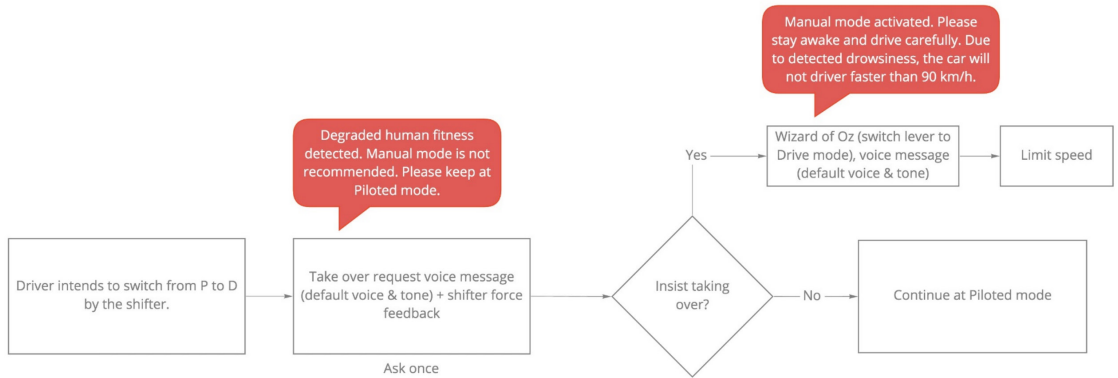 Manual mode activated. Please
stay awake and drive carefully. Due
to detected drowsiness, the car will
not driver faster than 90 km/h.
Degraded human fitness
detected. Manual mode is not
recommended. Please keep at
Piloted mode.
Yes
Wizard of Oz (switch lever to
Drive mode), voice message
(default voice & tone)
Limit speed
Driver intends to switch from P to D
by the shifter.
Take over request voice message
(default voice & tone) + shifter force
feedback
Ask once
Insist taking
over?
No
Continue at Piloted mode